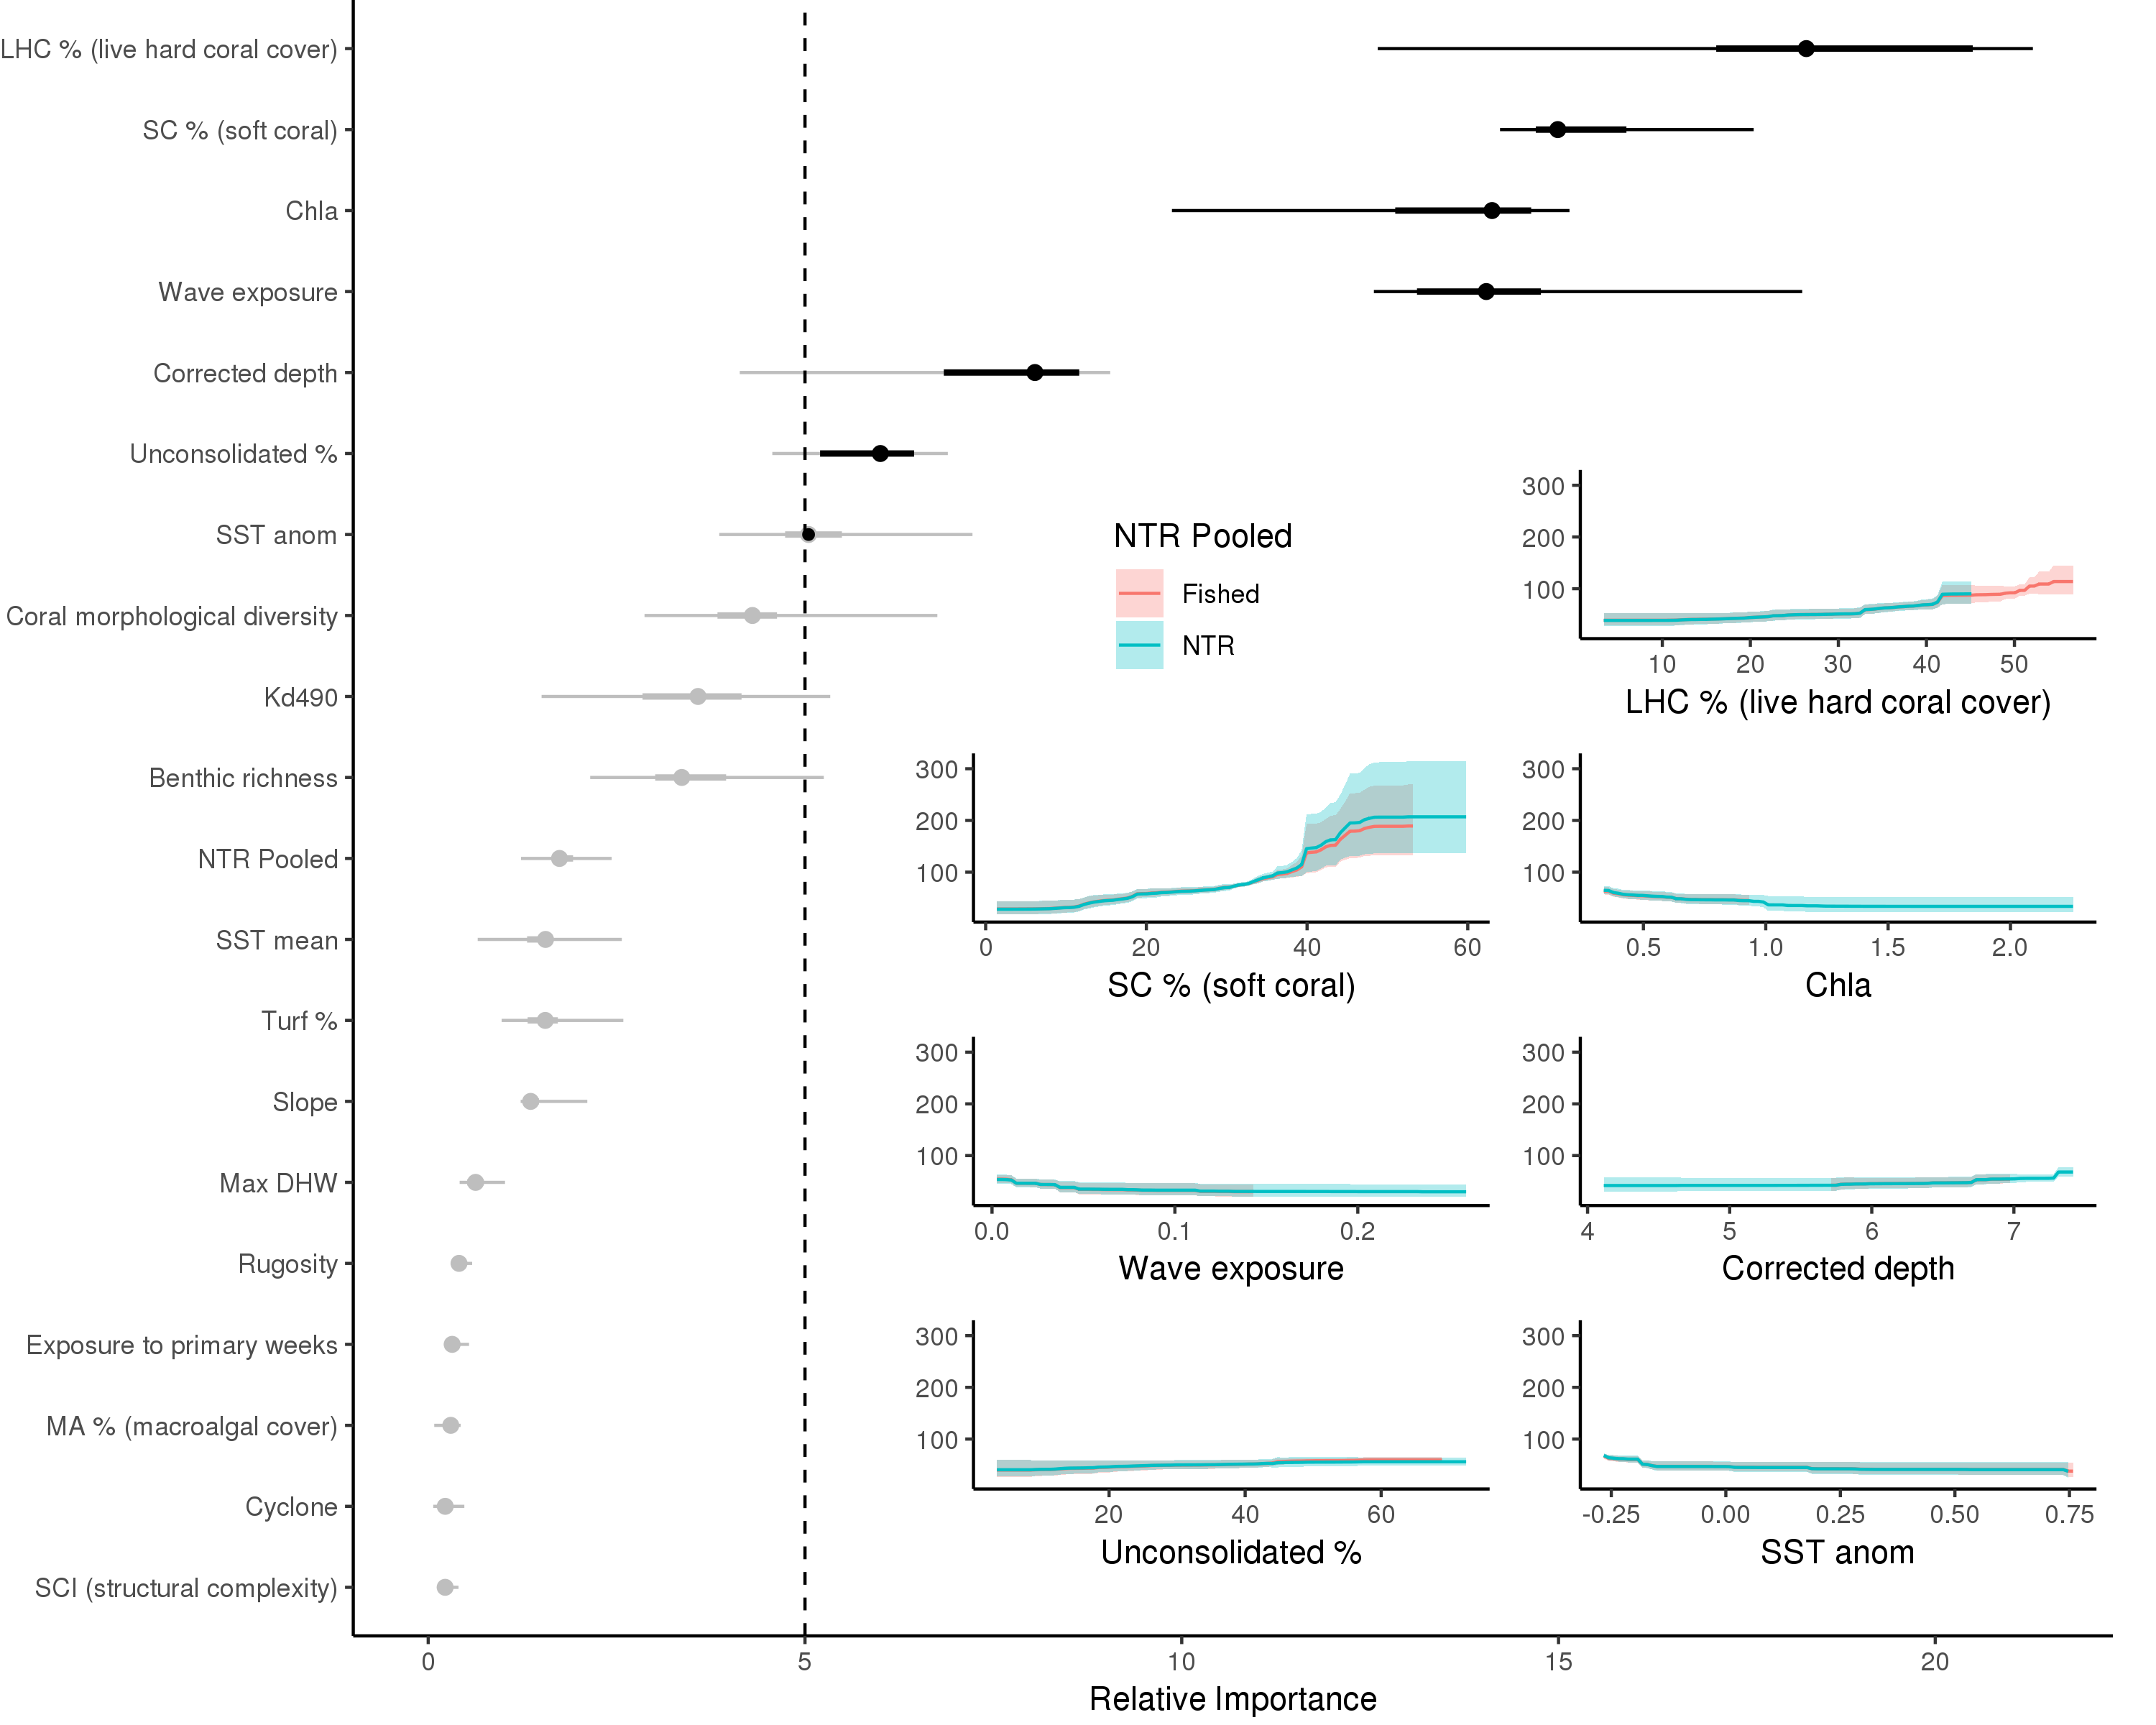 LHC % (live hard coral cover)
SC % (soft coral)
Chla
Wave exposure
Corrected depth
Unconsolidated %
SST anom
Coral morphological diversity
Kd490
Benthic richness
NTR Pooled
SST mean
Turf %
Slope
Max DHW
Rugosity
Exposure to primary weeks
MA % (macroalgal cover)
Cyclone
SCI (structural complexity)
0 5 10 15 20
Relative Importance
NTR Pooled
Fished
NTR
300
200
100
10 20 30 40 50
LHC % (live hard coral cover)
300
200
100
0 20 40 60
SC % (soft coral)
300
200
100
0.5 1.0 1.5 2.0
Chla
300
200
100
0.0 0.1 0.2
Wave exposure
300
200
100
4 5 6 7
Corrected depth
300
200
100
20 40 60
Unconsolidated %
300
200
100
-0.25 0.00 0.25 0.50 0.75
SST anom